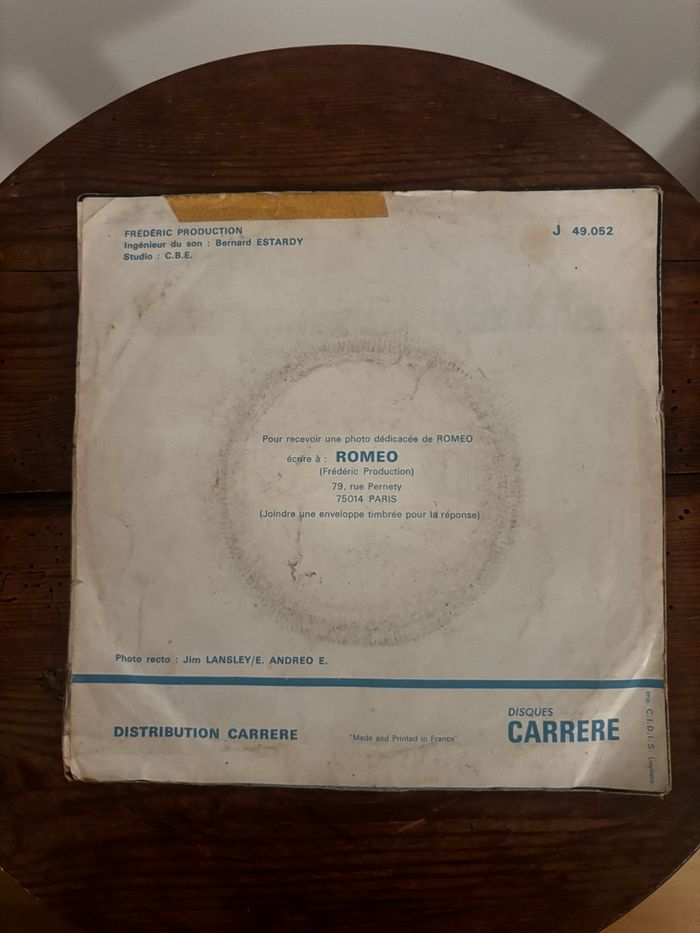 FRÉDÉRIC PRODUCTION
Ingénieur du son : Bernard ESTARDY
Studio : C.B.E.
J 49.052
Pour recevoir une photo dédicacée de ROMEO
écrire à : ROMEO
(Frédéric Production)
79, rue Pernety
75014 PARIS
(Joindre une enveloppe timbrée pour la réponse)
Photo recto : Jim LANSLEY/E. ANDREO E.
DISTRIBUTION CARRERE
"Made and Printed in France"
DISQUES
CARRERE
Imp. C.I.D.I.S. Louviers